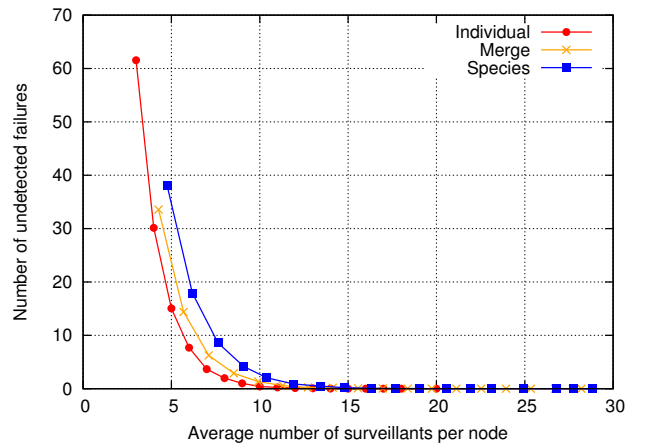 Number of undetected failures
70
60
50
40
30
20
10
0
Individual
Merge
Species
0 5 10 15 20 25 30
Average number of surveillants per node